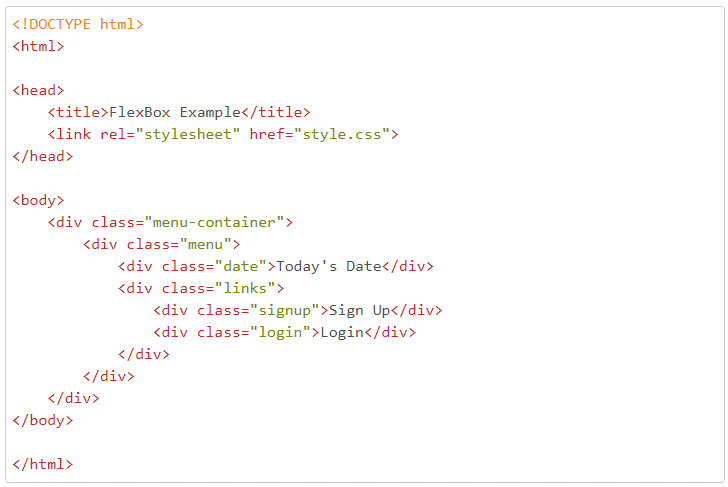 <!DOCTYPE html>
<html>

<head>
    <title>FlexBox Example</title>
    <link rel="stylesheet" href="style.css">
</head>

<body>
    <div class="menu-container">
        <div class="menu">
            <div class="date">Today's Date</div>
            <div class="links">
                <div class="signup">Sign Up</div>
                <div class="login">Login</div>
            </div>
        </div>
    </div>
</body>

</html>